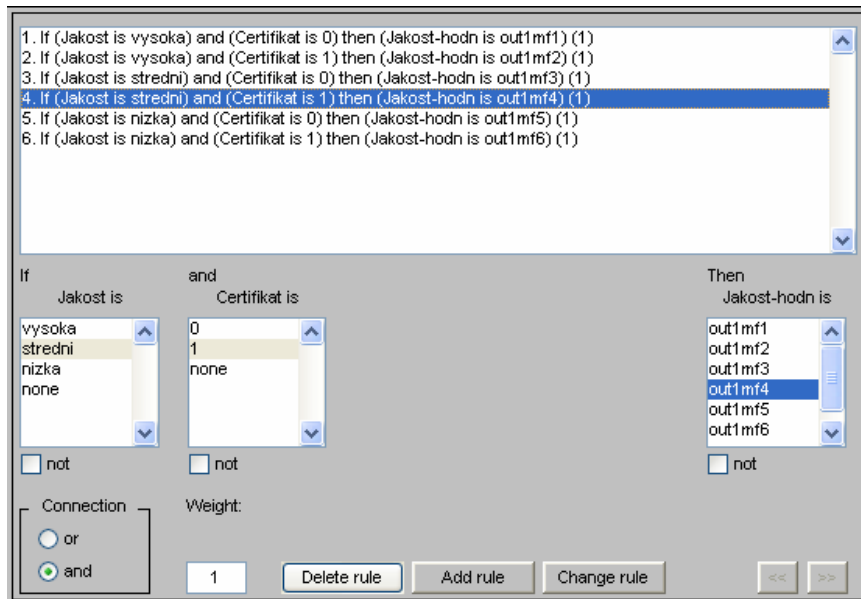 1. If (Jakost is vysoka) and (Certifikat is 0) then (Jakost-hodn is out1mf1) (1)
2. If (Jakost is vysoka) and (Certifikat is 1) then (Jakost-hodn is out1mf2) (1)
3. If (Jakost is stredni) and (Certifikat is 0) then (Jakost-hodn is out1mf3) (1)
4. If (Jakost is stredni) and (Certifikat is 1) then (Jakost-hodn is out1mf4) (1)
5. If (Jakost is nizka) and (Certifikat is 0) then (Jakost-hodn is out1mf5) (1)
6. If (Jakost is nizka) and (Certifikat is 1) then (Jakost-hodn is out1mf6) (1)
If
Jakost is
vysoka
stredni
nizka
none
not
and
Certifikat is
0
1
none
not
Then
Jakost-hodn is
out1mf1
out1mf2
out1mf3
out1mf4
out1mf5
out1mf6
not
Connection
or
and
Weight:
1
Delete rule
Add rule
Change rule
<<
>>